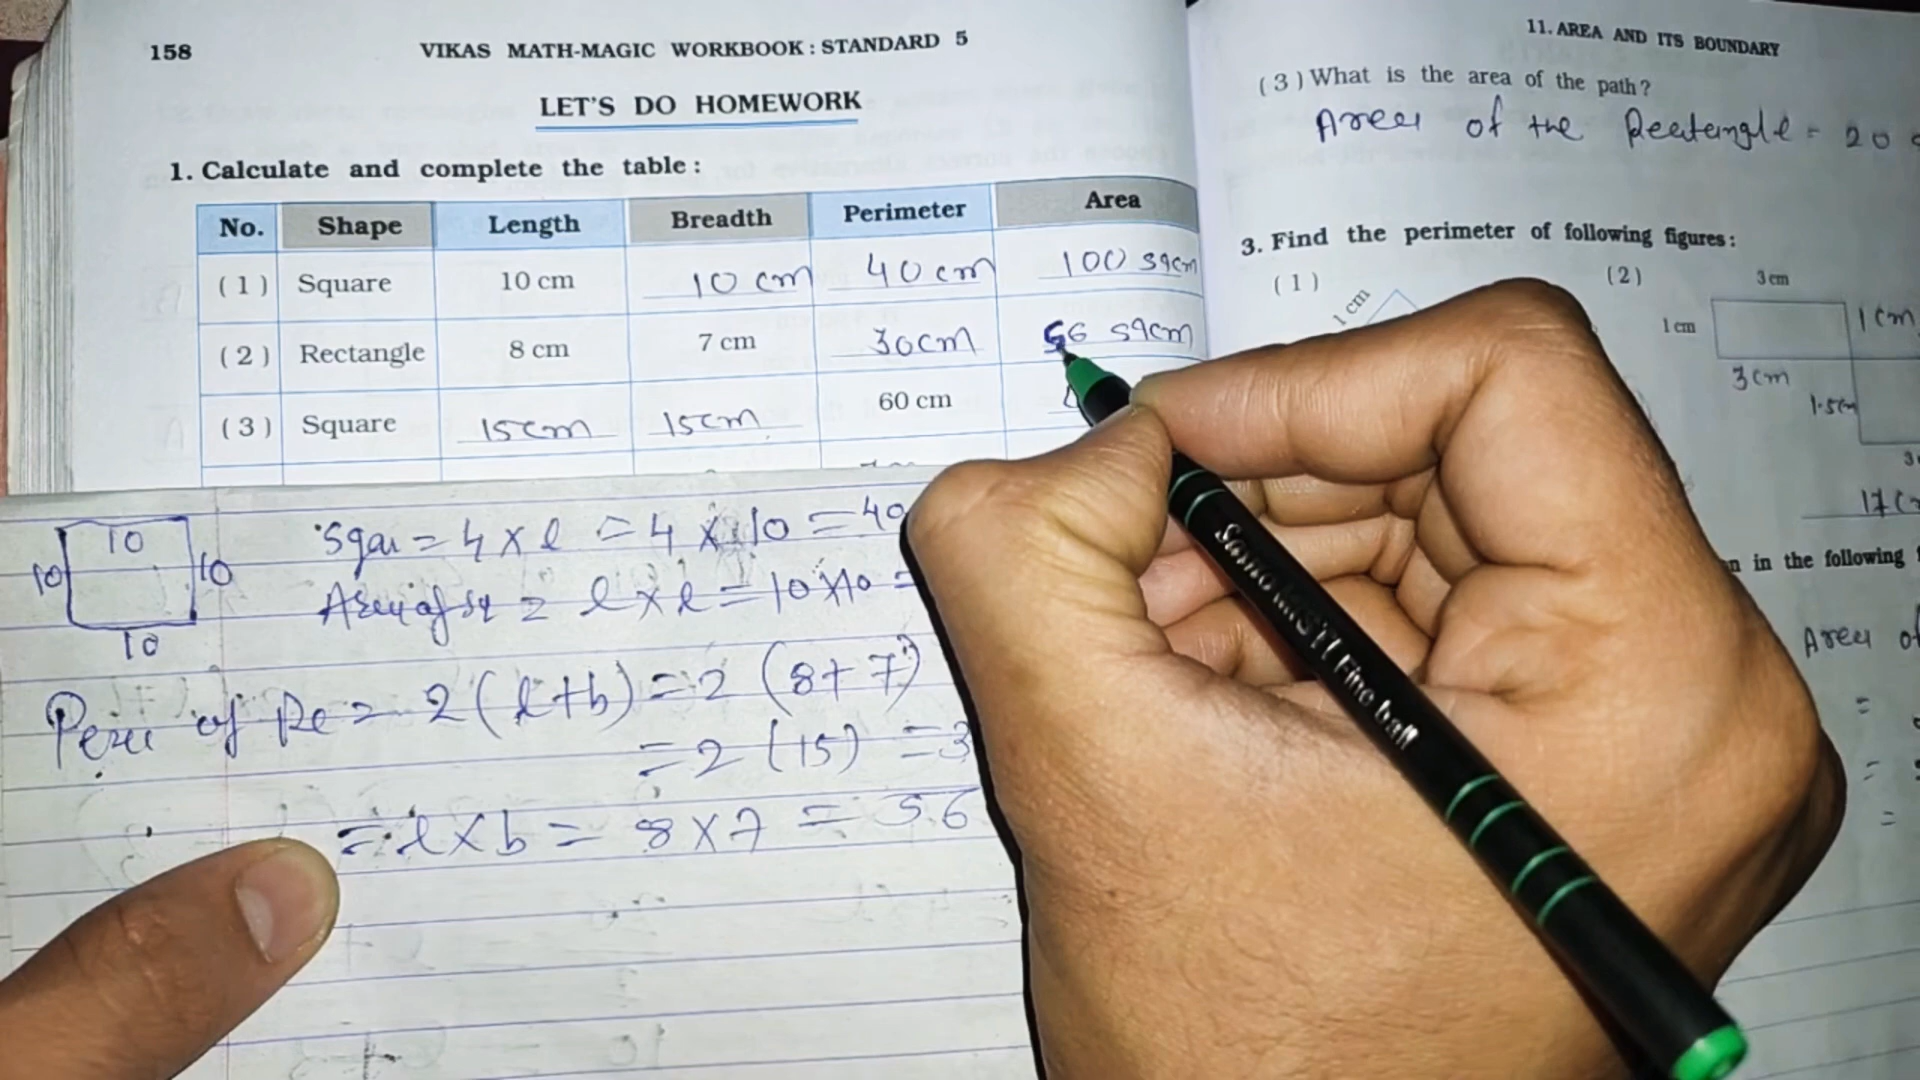 158 VIKAS MATH-MAGIC WORKBOOK : STANDARD 5
LET'S DO HOMEWORK
1. Calculate and complete the table :
No. Shape Length Breadth Perimeter Area
(1) Square 10 cm 10 cm 40 cm 100 sqcm
(2) Rectangle 8 cm 7 cm 30cm 56 sqcm
(3) Square 15cm 15cm 60 cm
10
10 10
10
= 4 x l = 4 x 10 = 40
Area of sq = l x l = 10 x 10 =
of Re = 2 (l+b) = 2 (8+7)
= 2 (15) = 3
= l x b = 8 x 7 = 56
11. AREA AND ITS BOUNDARY
(3) What is the area of the path?
Area of the Rectangle = 20
3. Find the perimeter of following figures :
(1) (2) 3 cm
1 cm 1 cm 1 cm
3 cm
1.5cm
3
17
in the following
Area of
=
=
=
Fine ball